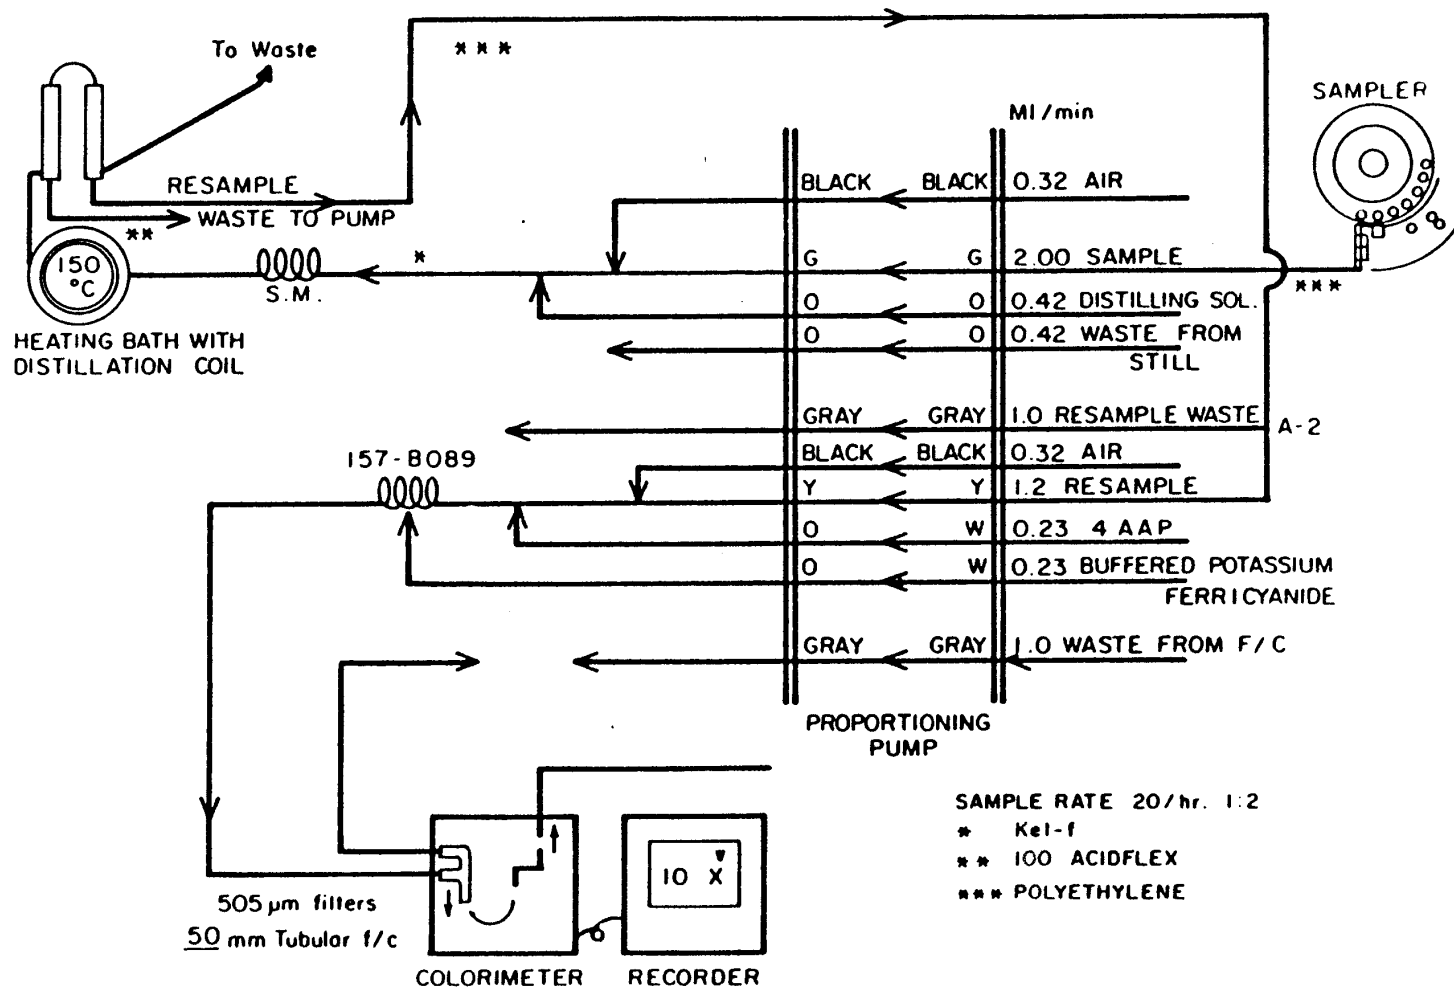 To Waste
* * *
Ml/min
SAMPLER
RESAMPLE
WASTE TO PUMP
**
BLACK BLACK 0.32 AIR
150
°C
S.M.
*
G G 2.00 SAMPLE
***
O O 0.42 DISTILLING SOL.
O O 0.42 WASTE FROM
STILL
HEATING BATH WITH
DISTILLATION COIL
GRAY GRAY 1.0 RESAMPLE WASTE A-2
157-B089
BLACK BLACK 0.32 AIR
Y Y 1.2 RESAMPLE
O W 0.23 4 AAP
O W 0.23 BUFFERED POTASSIUM
FERRICYANIDE
GRAY GRAY 1.0 WASTE FROM F/C
PROPORTIONING
PUMP
SAMPLE RATE 20/hr. 1:2
* Kel-f
** 100 ACIDFLEX
*** POLYETHYLENE
10 X
505 µm filters
50 mm Tubular f/c
COLORIMETER
RECORDER